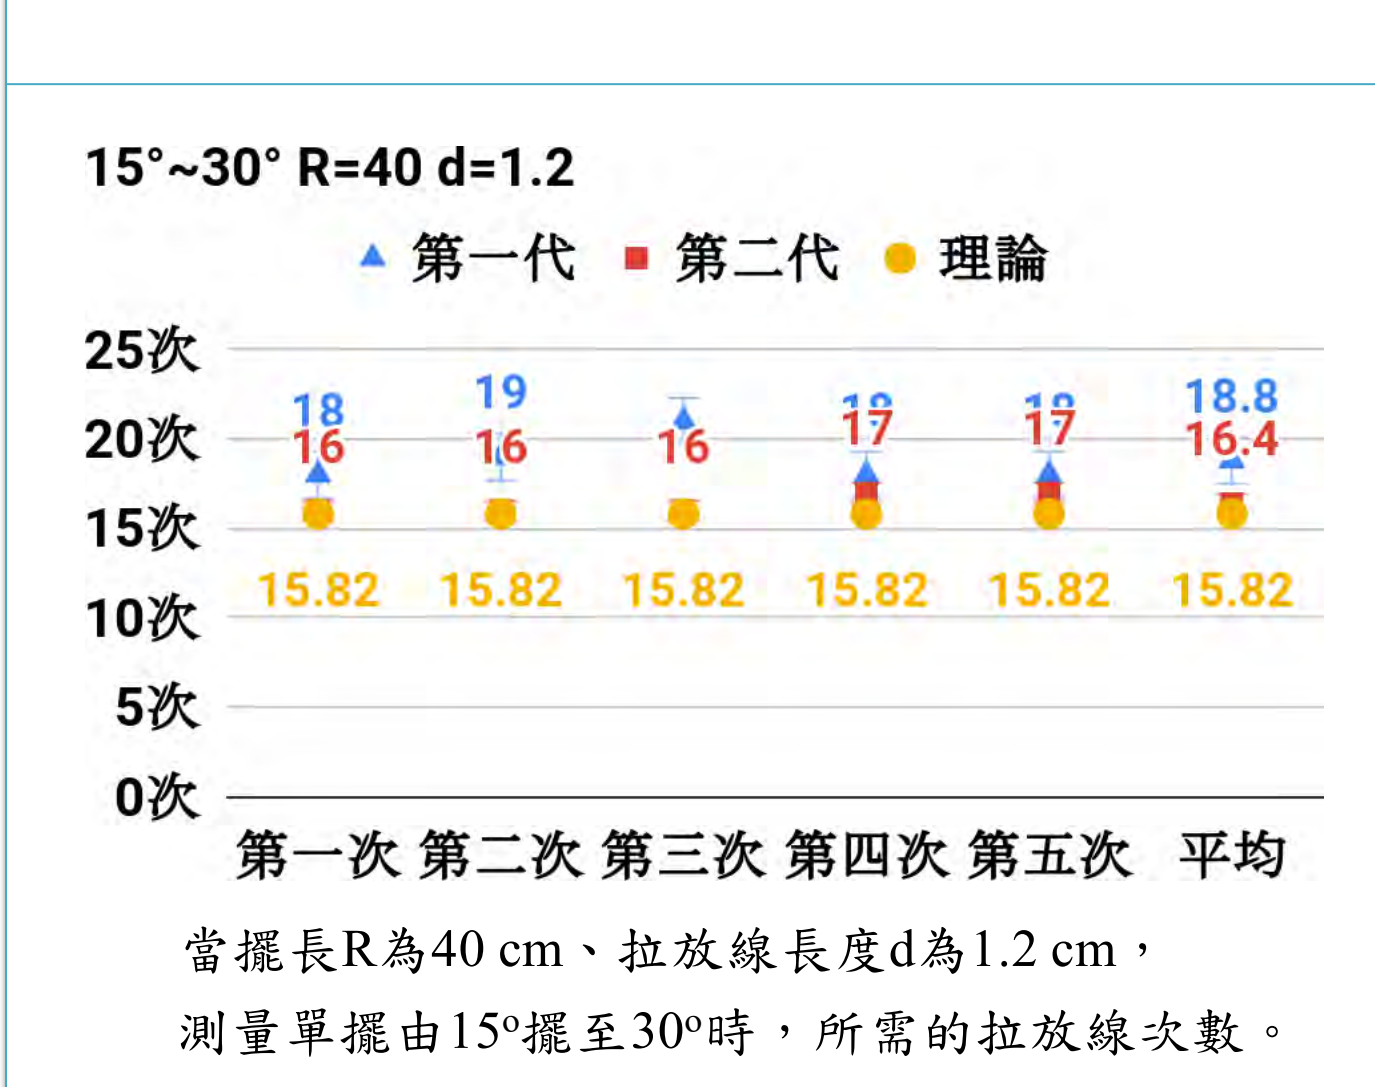 15°~30° R=40 d=1.2
第一代 第二代 理論
25次
20次
15次
10次
5次
0次
18 19 18.8
16 16 16 17 17 16.4
15.82 15.82 15.82 15.82 15.82 15.82
第一次 第二次 第三次 第四次 第五次 平均
當擺長R為40 cm、拉放線長度d為1.2 cm，
測量單擺由15º擺至30º時，所需的拉放線次數。